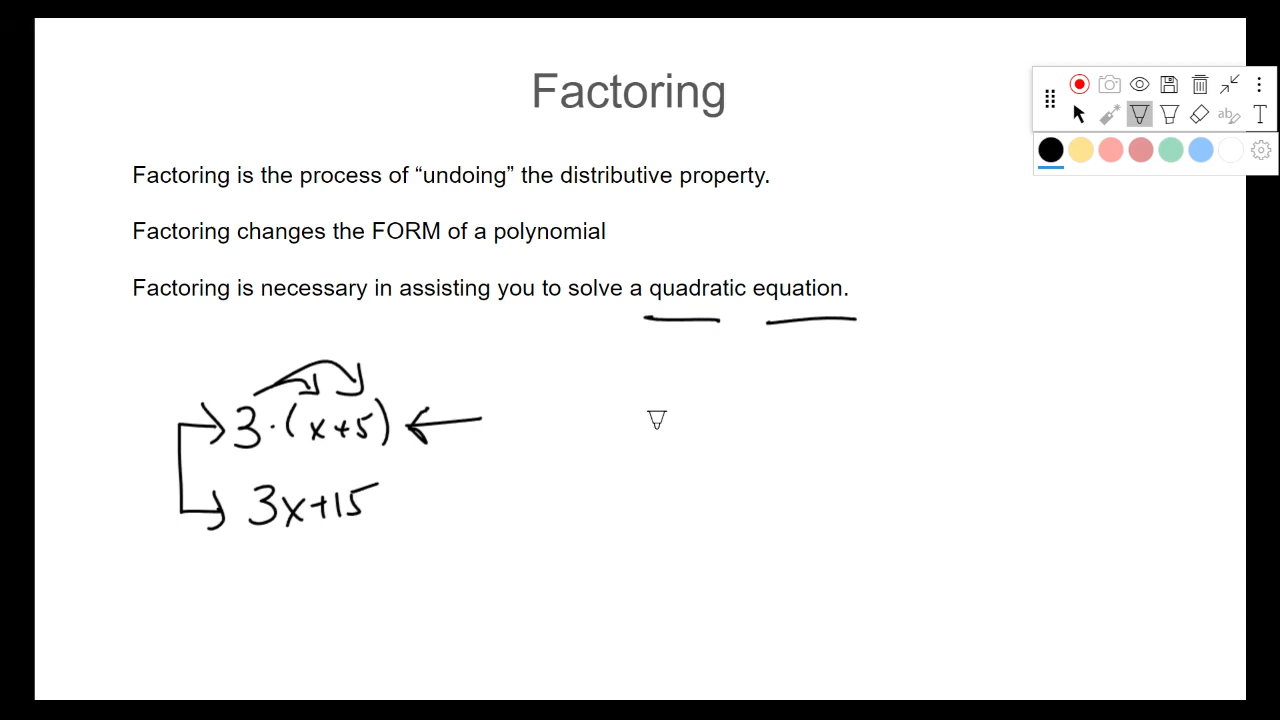 Factoring
Factoring is the process of “undoing” the distributive property.
Factoring changes the FORM of a polynomial
Factoring is necessary in assisting you to solve a quadratic equation.
3·(x+5)
3x+15
ab
T